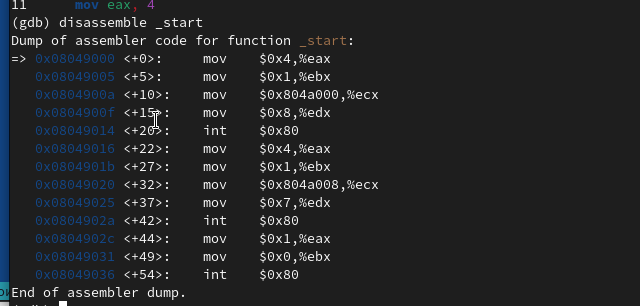 11      mov eax, 4
(gdb) disassemble _start
Dump of assembler code for function _start:
=> 0x08049000 <+0>:     mov    $0x4,%eax
   0x08049005 <+5>:     mov    $0x1,%ebx
   0x0804900a <+10>:    mov    $0x804a000,%ecx
   0x0804900f <+15>:    mov    $0x8,%edx
   0x08049014 <+20>:    int    $0x80
   0x08049016 <+22>:    mov    $0x4,%eax
   0x0804901b <+27>:    mov    $0x1,%ebx
   0x08049020 <+32>:    mov    $0x804a008,%ecx
   0x08049025 <+37>:    mov    $0x7,%edx
   0x0804902a <+42>:    int    $0x80
   0x0804902c <+44>:    mov    $0x1,%eax
   0x08049031 <+49>:    mov    $0x0,%ebx
   0x08049036 <+54>:    int    $0x80
End of assembler dump.